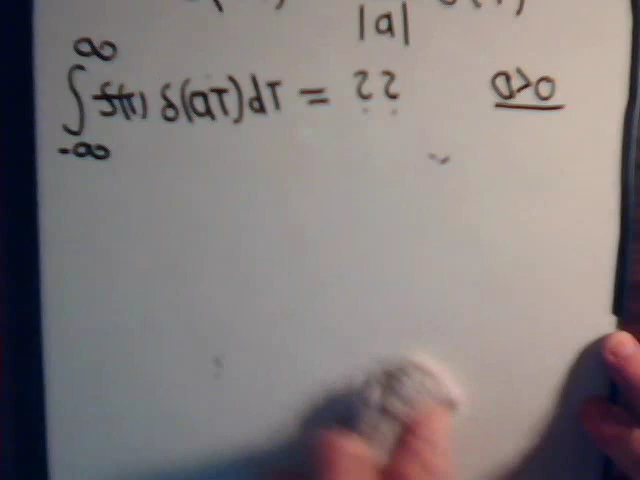 |a|
∫_{-∞}^{∞} f(τ) δ(aτ)dτ = ?? a>0